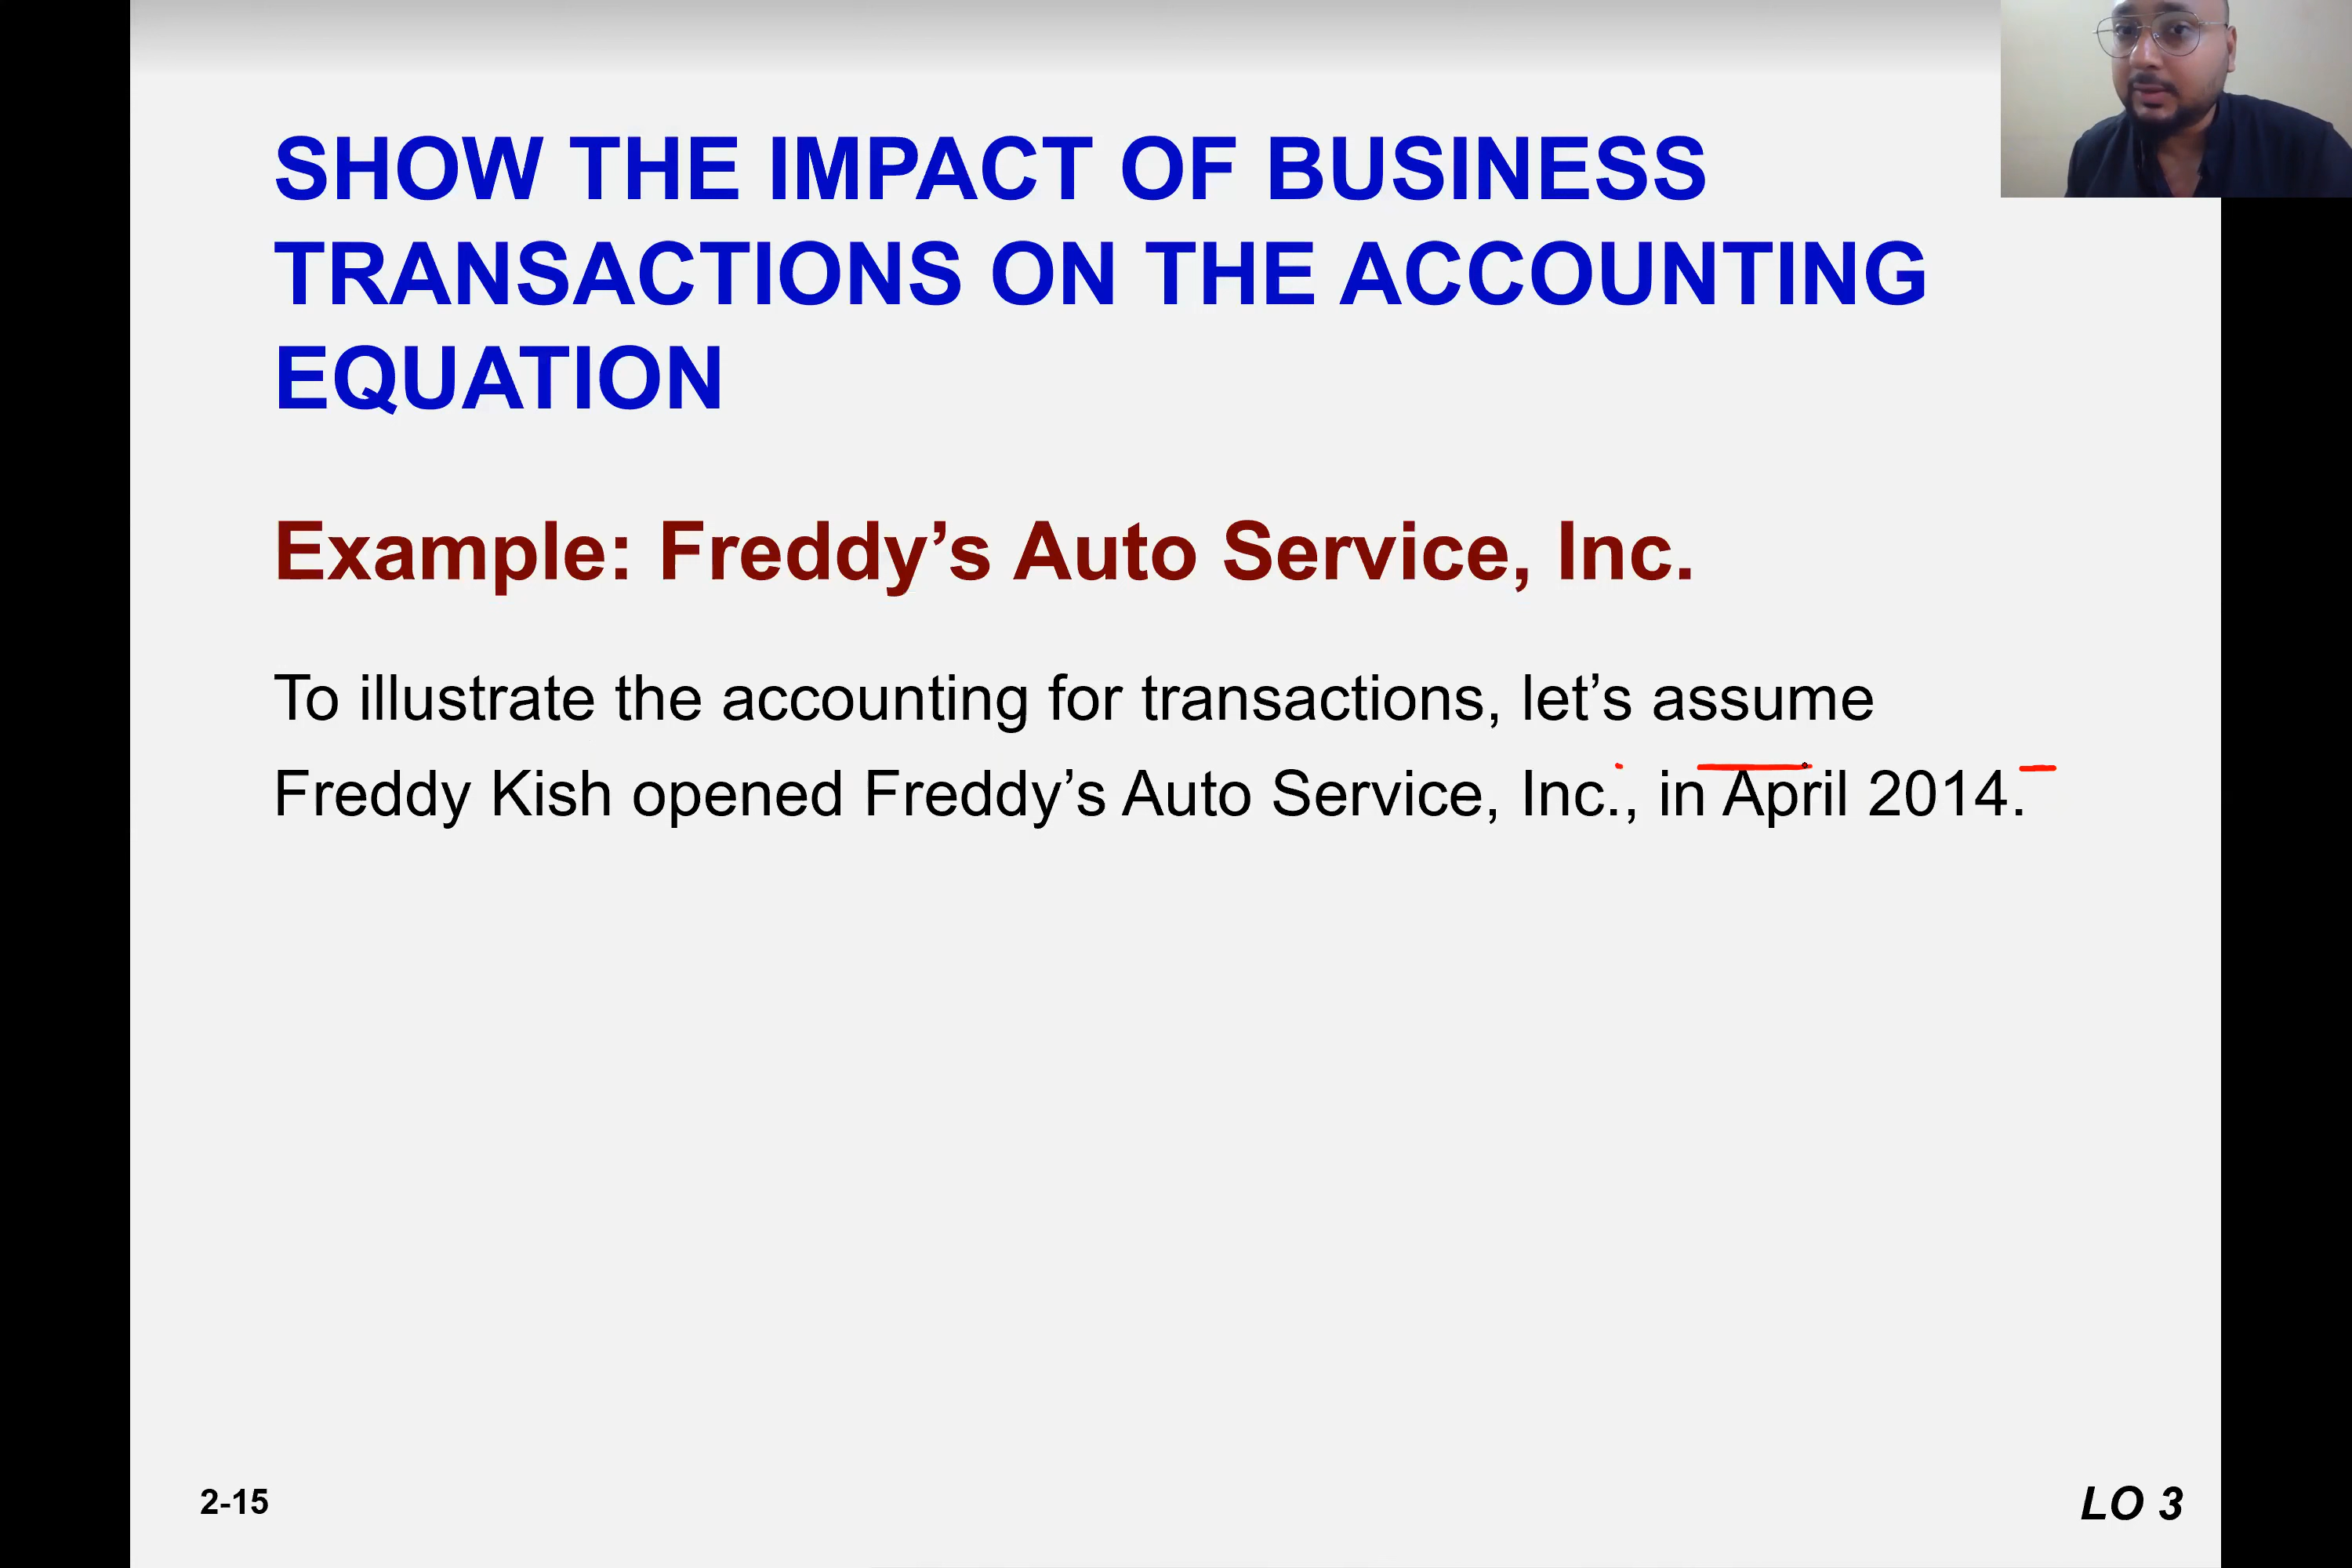 SHOW THE IMPACT OF BUSINESS
TRANSACTIONS ON THE ACCOUNTING
EQUATION
Example: Freddy’s Auto Service, Inc.
To illustrate the accounting for transactions, let’s assume
Freddy Kish opened Freddy’s Auto Service, Inc., in April 2014.
2-15
LO 3